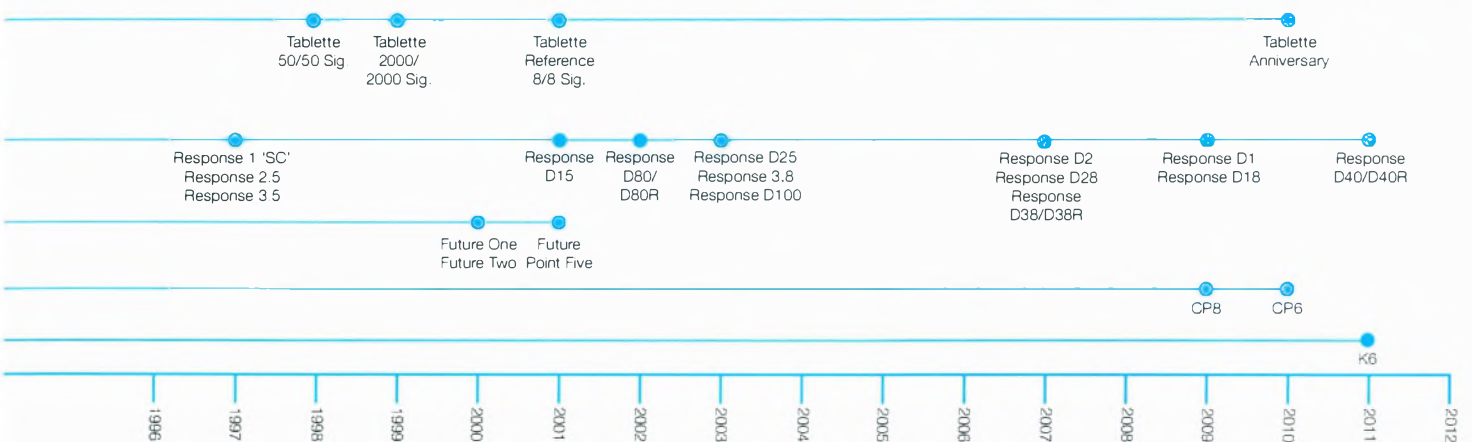 Tablette
50/50 Sig
Tablette
2000/
2000 Sig.
Tablette
Reference
8/8 Sig.
Tablette
Anniversary
Response 1 'SC'
Response 2.5
Response 3.5
Response
D15
Response
D80/
D80R
Response D25
Response 3.8
Response D100
Response D2
Response D28
Response
D38/D38R
Response D1
Response D18
Response
D40/D40R
Future One
Future Two
Future
Point Five
CP8
CP6
K6
1996
1997
1998
1999
2000
2001
2002
2003
2004
2005
2006
2007
2008
2009
2010
2011
2012